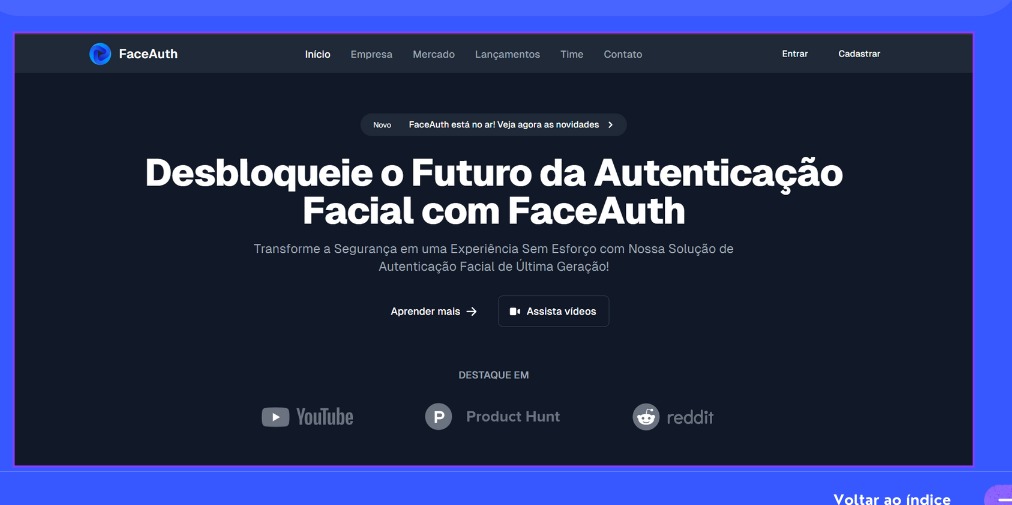 FaceAuth
Início Empresa Mercado Lançamentos Time Contato
Entrar Cadastrar
Novo FaceAuth está no ar! Veja agora as novidades
Desbloqueie o Futuro da Autenticação
Facial com FaceAuth
Transforme a Segurança em uma Experiência Sem Esforço com Nossa Solução de
Autenticação Facial de Última Geração!
Aprender mais
Assista vídeos
DESTAQUE EM
YouTube
P Product Hunt
reddit
Voltar ao índice